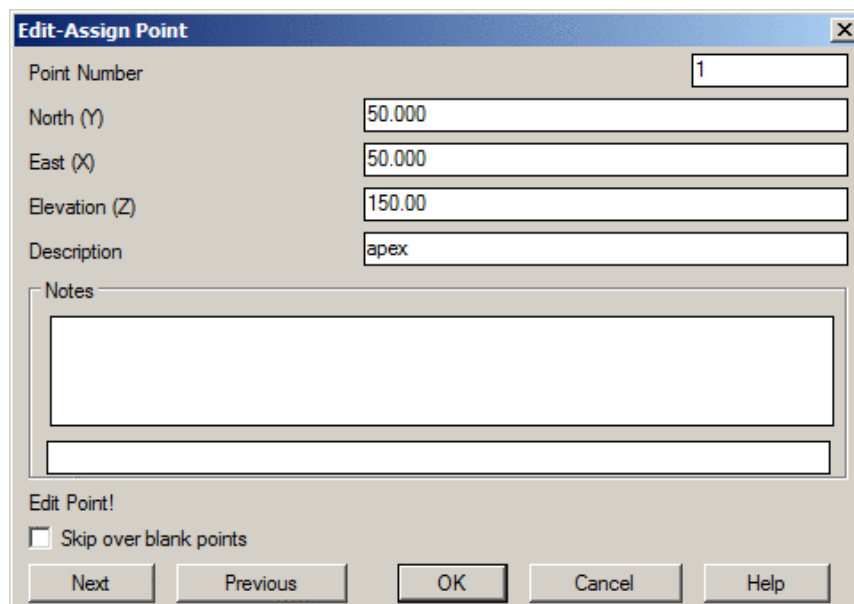 Edit-Assign Point
Point Number 1
North (Y) 50.000
East (X) 50.000
Elevation (Z) 150.00
Description apex
Notes
Edit Point!
Skip over blank points
Next Previous OK Cancel Help